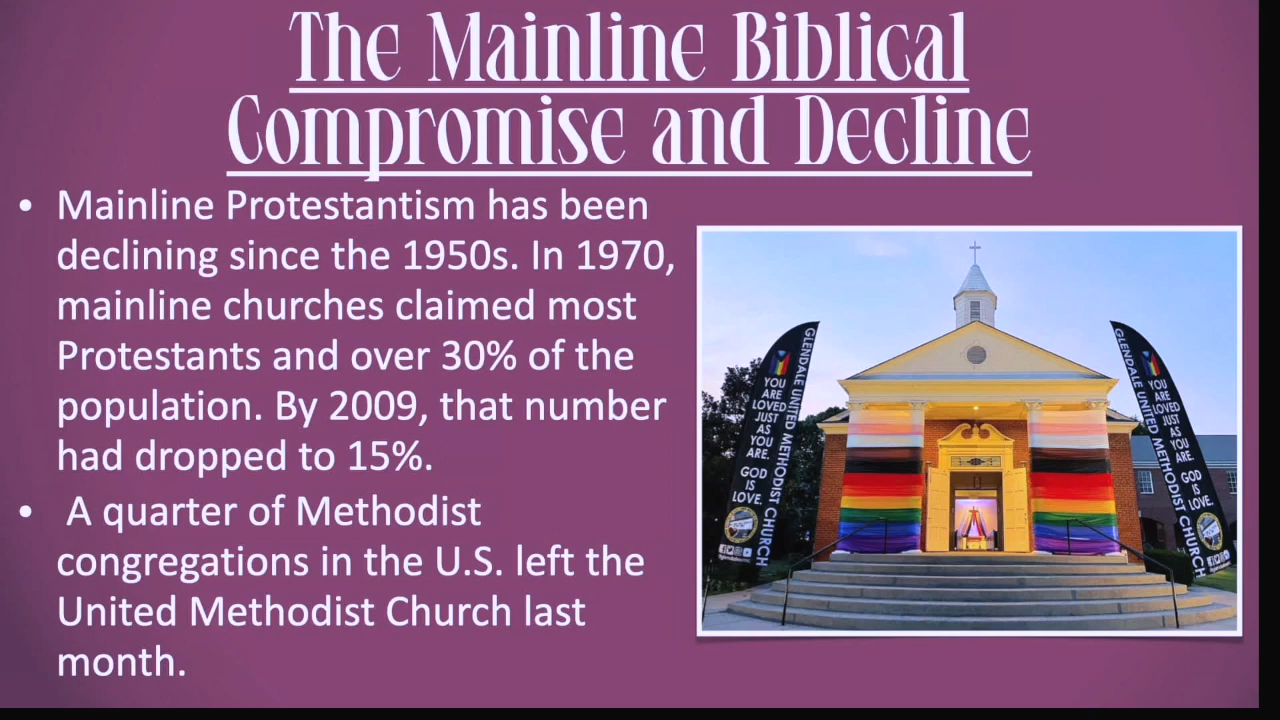 The Mainline Biblical
Compromise and Decline
• Mainline Protestantism has been
declining since the 1950s. In 1970,
mainline churches claimed most
Protestants and over 30% of the
population. By 2009, that number
had dropped to 15%.
• A quarter of Methodist
congregations in the U.S. left the
United Methodist Church last
month.
YOU
ARE
LOVED
JUST
AS
YOU
ARE.
GOD
IS
LOVE.
GLENDALE UNITED METHODIST CHURCH
GLENDALE UNITED METHODIST CHURCH
YOU
ARE
LOVED
JUST
AS
YOU
ARE.
GOD
IS
LOVE.